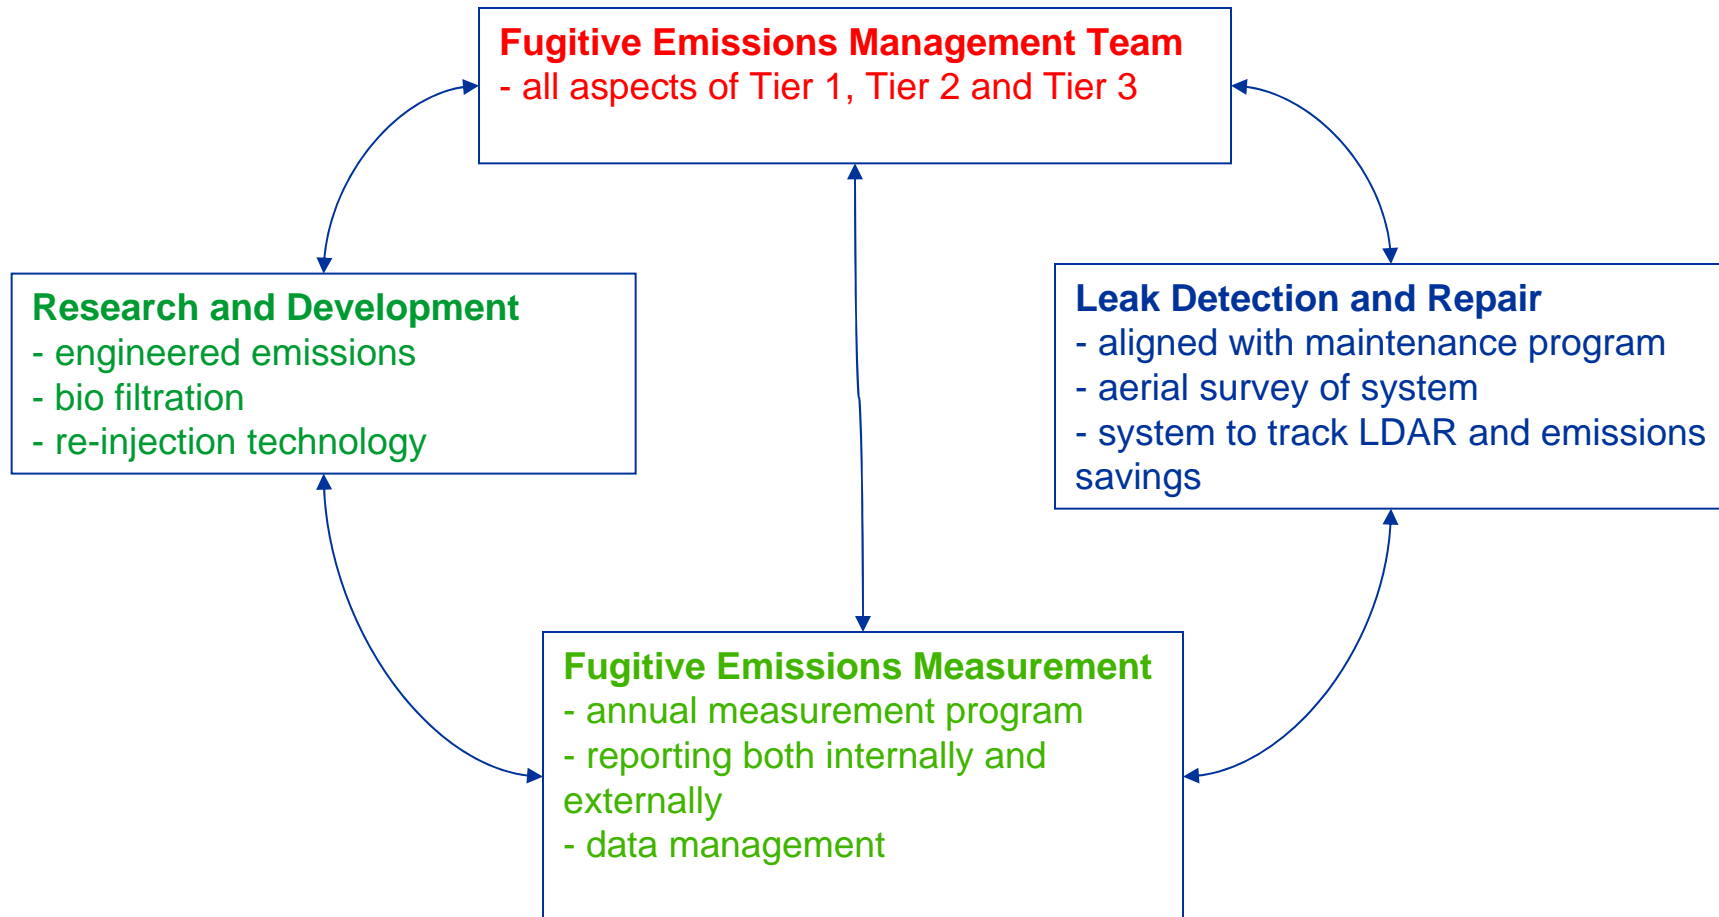 Fugitive Emissions Management Team
- all aspects of Tier 1, Tier 2 and Tier 3
Research and Development
- engineered emissions
- bio filtration
- re-injection technology
Leak Detection and Repair
- aligned with maintenance program
- aerial survey of system
- system to track LDAR and emissions
savings
Fugitive Emissions Measurement
- annual measurement program
- reporting both internally and
externally
- data management